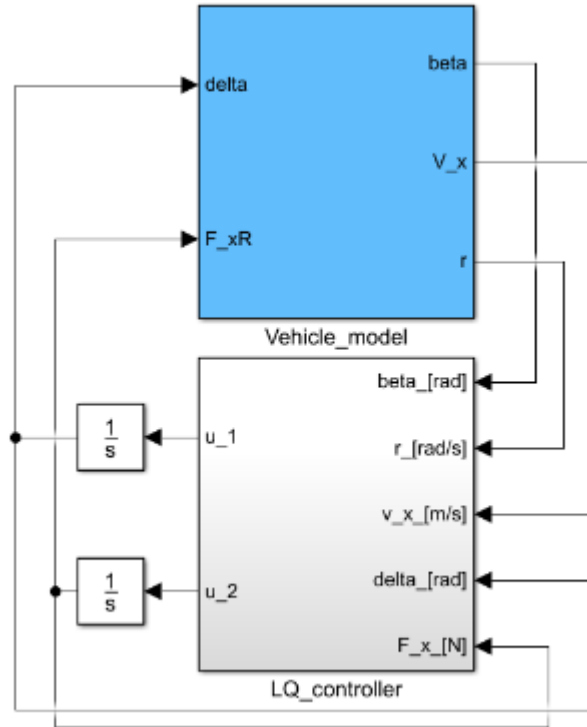 beta
delta
V_x
F_xR
r
Vehicle_model
beta_[rad]
1
s
u_1
r_[rad/s]
v_x_[m/s]
1
s
u_2
delta_[rad]
F_x_[N]
LQ_controller